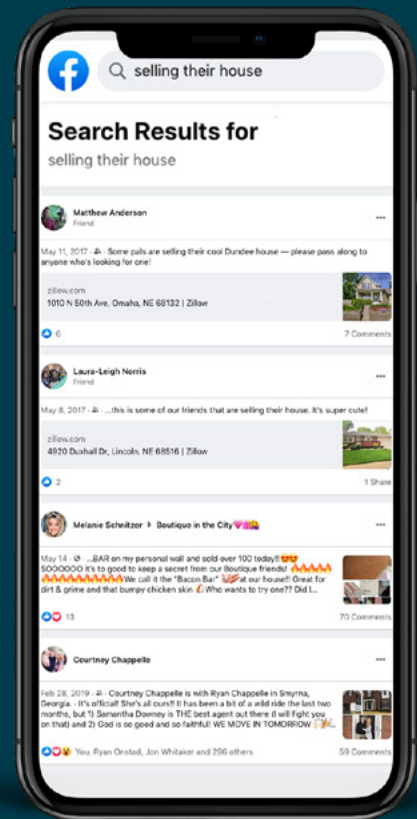 selling their house
Search Results for
selling their house
Matthew Anderson
Friend
May 11, 2017 · Some pals are selling their cool Dundee house — please pass along to
anyone who's looking for one!
zillow.com
1010 N 50th Ave, Omaha, NE 68132 | Zillow
6
7 Comments
Laura-Leigh Norris
Friend
May 8, 2017 · ...this is some of our friends that are selling their house. It's super cute!
zillow.com
4920 Duxhall Dr, Lincoln, NE 68516 | Zillow
2
1 Share
Melanie Schnitzer ▸ Boutique in the City💗🛍️
May 14 · ...BAR on my personal wall and sold over 100 today!! 😍😍
SOOOOOO it's to good to keep a secret from our Boutique friends! 🔥🔥🔥🔥🔥
🔥🔥🔥🔥🔥🔥🔥🔥🔥🔥We call it the "Bacon Bar" 🥓at our house!! Great for
dirt & grime and that bumpy chicken skin 👍Who wants to try one?? Did I...
13
70 Comments
Courtney Chappelle
Feb 28, 2019 · Courtney Chappelle is with Ryan Chappelle in Smyrna,
Georgia. · It's official! She's all ours!! It has been a bit of a wild ride the last two
months, but 1) Samantha Downey is THE best agent out there (I will fight you
on that) and 2) God is so good and so faithful! WE MOVE IN TOMORROW
You, Ryan Onstad, Jon Whitaker and 296 others
59 Comments